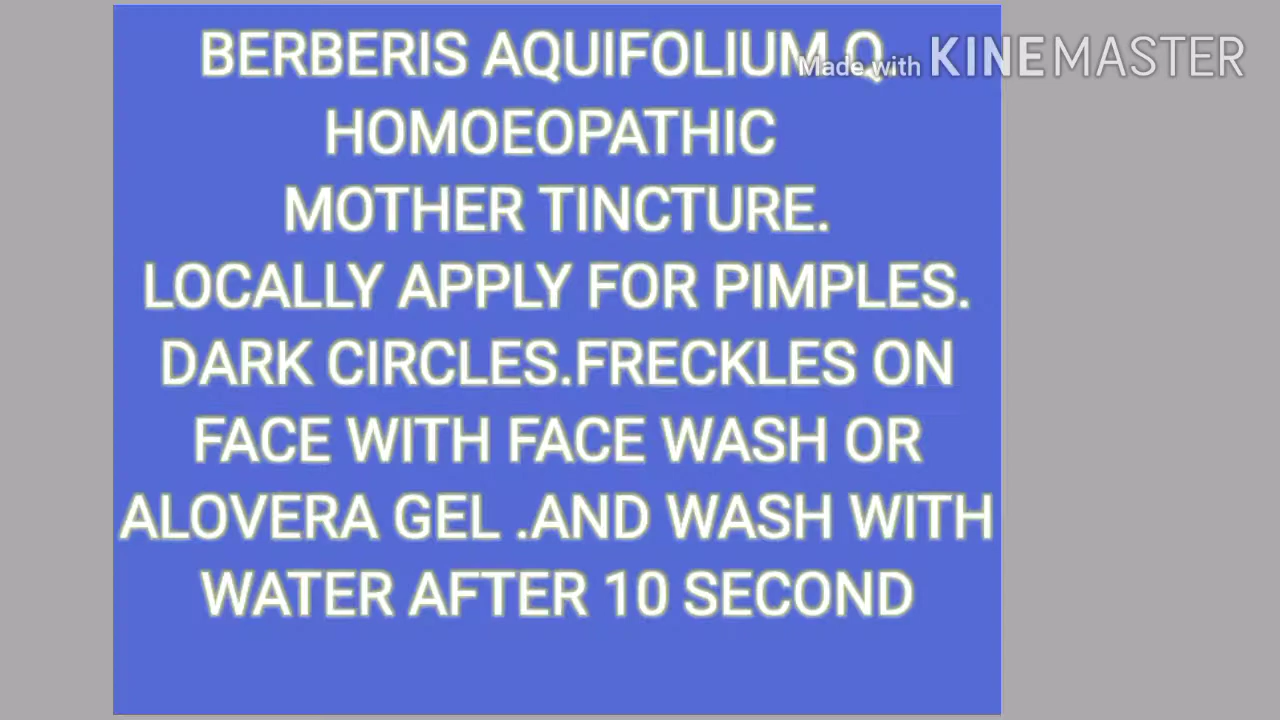 BERBERIS AQUIFOLIUM Q.
Made with KINEMASTER
HOMOEOPATHIC
MOTHER TINCTURE.
LOCALLY APPLY FOR PIMPLES.
DARK CIRCLES.FRECKLES ON
FACE WITH FACE WASH OR
ALOVERA GEL .AND WASH WITH
WATER AFTER 10 SECOND